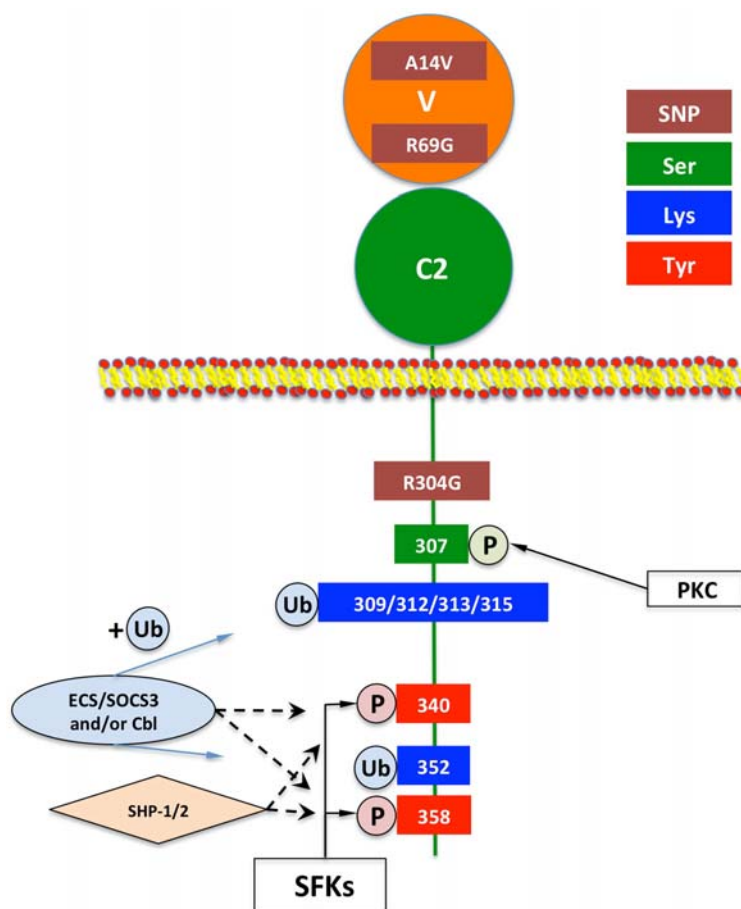 A14V
V
R69G
SNP
Ser
Lys
Tyr
C2
R304G
307
P
PKC
Ub
309/312/313/315
+ Ub
ECS/SOCS3
and/or Cbl
P
340
Ub
352
SHP-1/2
P
358
SFKs